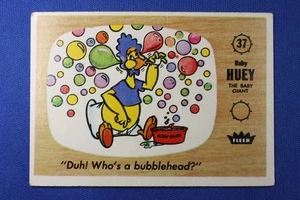 37
Baby
HUEY
THE BABY
GIANT
FLEER
"Duh! Who's a bubblehead?"